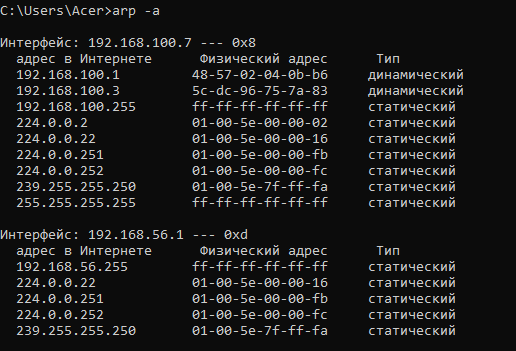 C:\Users\Acer>arp -a
Интерфейс: 192.168.100.7 --- 0x8
адрес в Интернете Физический адрес Тип
192.168.100.1 48-57-02-04-0b-b6 динамический
192.168.100.3 5c-dc-96-75-7a-83 динамический
192.168.100.255 ff-ff-ff-ff-ff-ff статический
224.0.0.2 01-00-5e-00-00-02 статический
224.0.0.22 01-00-5e-00-00-16 статический
224.0.0.251 01-00-5e-00-00-fb статический
224.0.0.252 01-00-5e-00-00-fc статический
239.255.255.250 01-00-5e-7f-ff-fa статический
255.255.255.255 ff-ff-ff-ff-ff-ff статический
Интерфейс: 192.168.56.1 --- 0xd
адрес в Интернете Физический адрес Тип
192.168.56.255 ff-ff-ff-ff-ff-ff статический
224.0.0.22 01-00-5e-00-00-16 статический
224.0.0.251 01-00-5e-00-00-fb статический
224.0.0.252 01-00-5e-00-00-fc статический
239.255.255.250 01-00-5e-7f-ff-fa статический